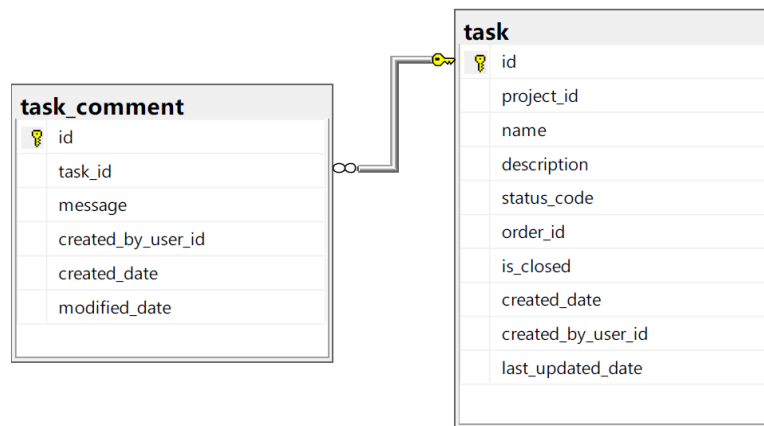 task_comment
id
task_id
message
created_by_user_id
created_date
modified_date
task
id
project_id
name
description
status_code
order_id
is_closed
created_date
created_by_user_id
last_updated_date